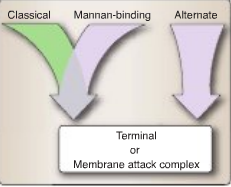 Classical Mannan-binding Alternate
Terminal
or
Membrane attack complex